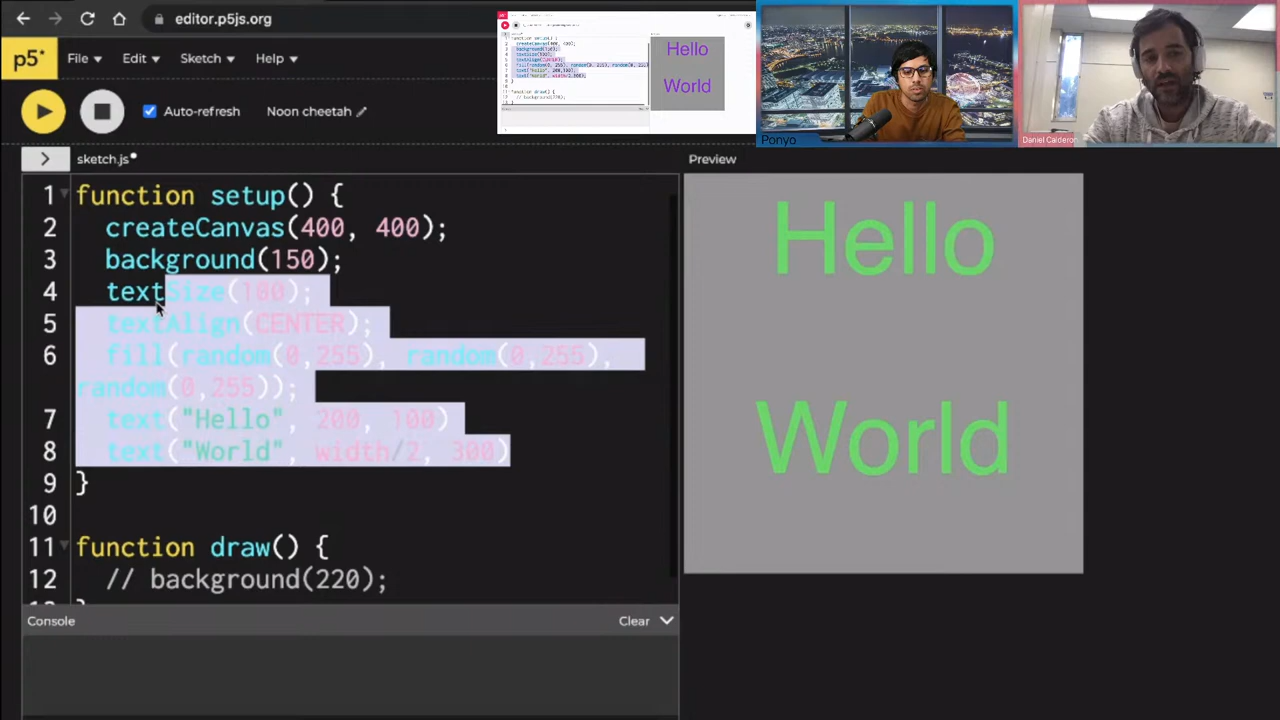 editor.p5js.or
p5*
File
Edit
Sketch
Auto-refresh
Noon cheetah
sketch.js
Preview
1 function setup() {
2 createCanvas(400, 400);
3 background(150);
4 textSize(100);
5 textAlign(CENTER);
6 fill(random(0,255), random(0,255),
random(0,255));
7 text("Hello", 200, 100)
8 text("World", width/2, 300)
9 }
10
11 function draw() {
12 // background(220);
Console
Clear
Hello
World
Hello
World
Ponyo
Daniel Calderon